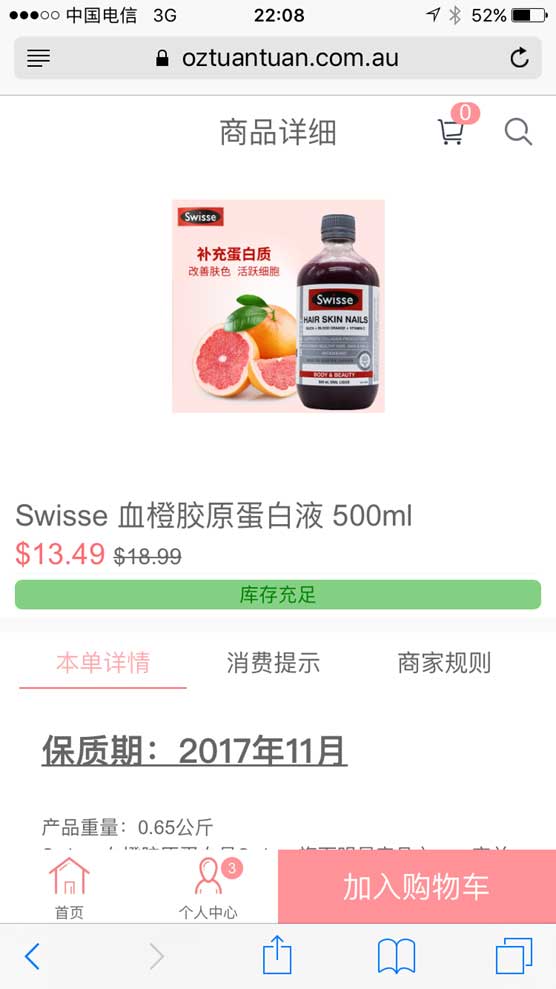 中国电信 3G 22:08 52%
oztuantuan.com.au
商品详细 0
Swisse
补充蛋白质
改善肤色 活跃细胞
Swisse
HAIR SKIN NAILS
BODY & BEAUTY
Swisse 血橙胶原蛋白液 500ml
$13.49 $18.99
库存充足
本单详情 消费提示 商家规则
保质期：2017年11月
产品重量：0.65公斤
3
首页 个人中心 加入购物车